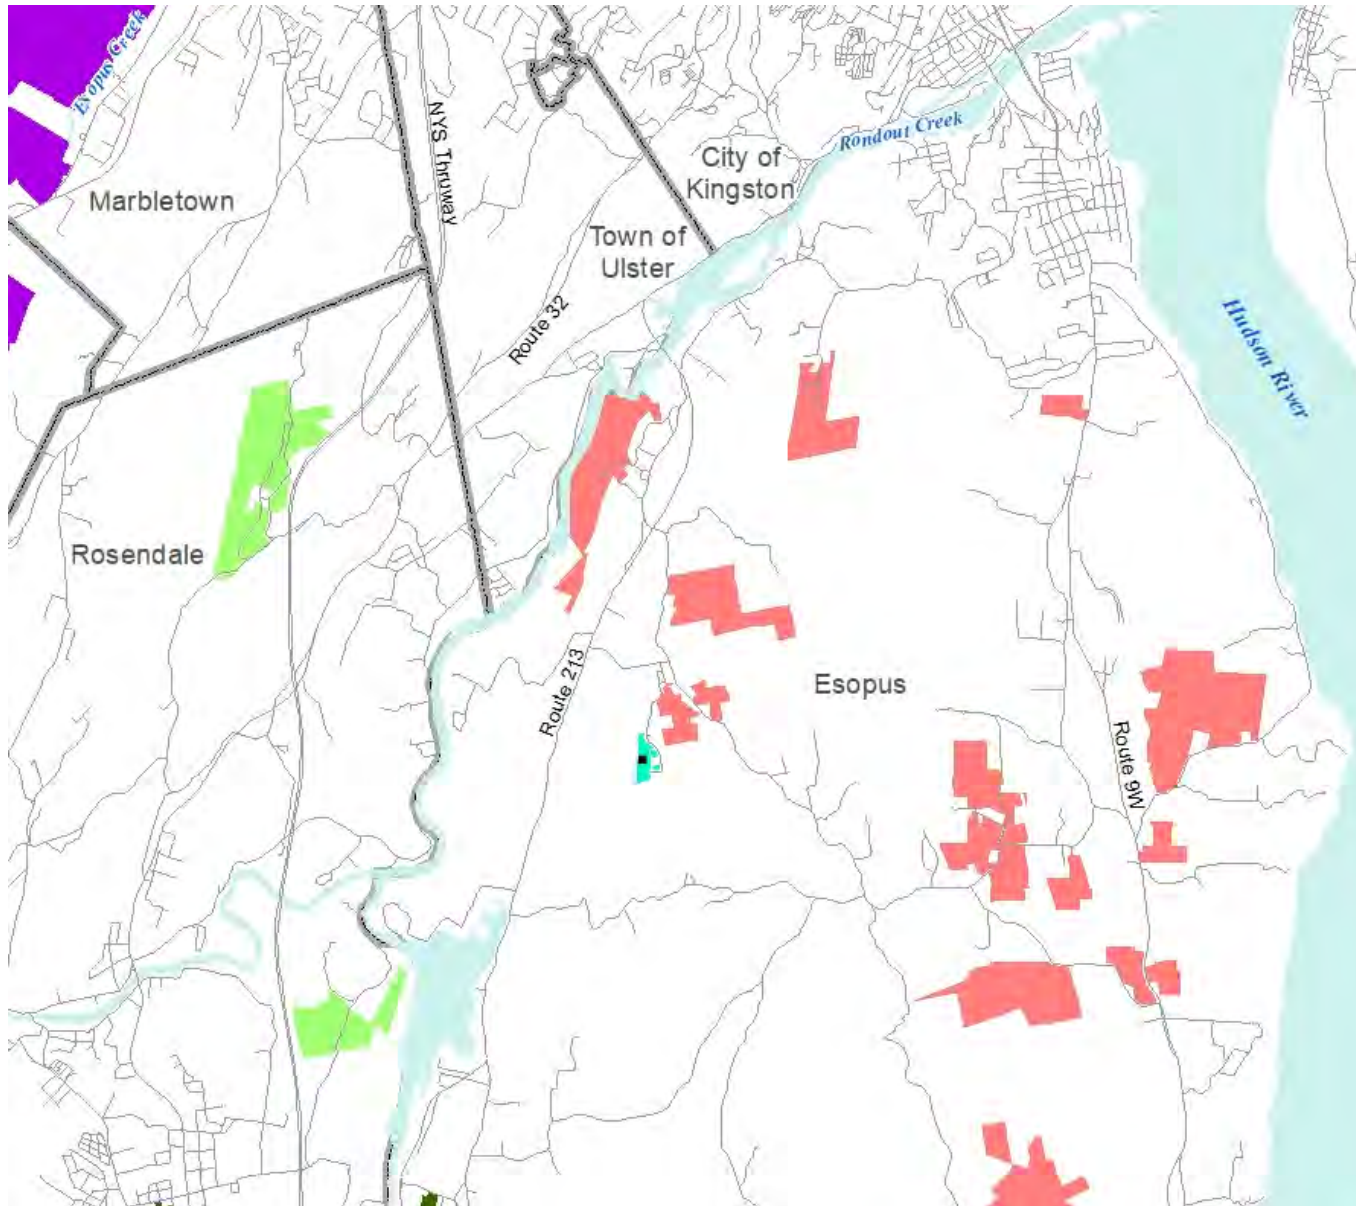 Esopus Creek
NYS Thruway
Rondout Creek
City of
Kingston
Marbletown
Town of
Ulster
Route 32
Hudson River
Rosendale
Route 213
Esopus
Route 9W